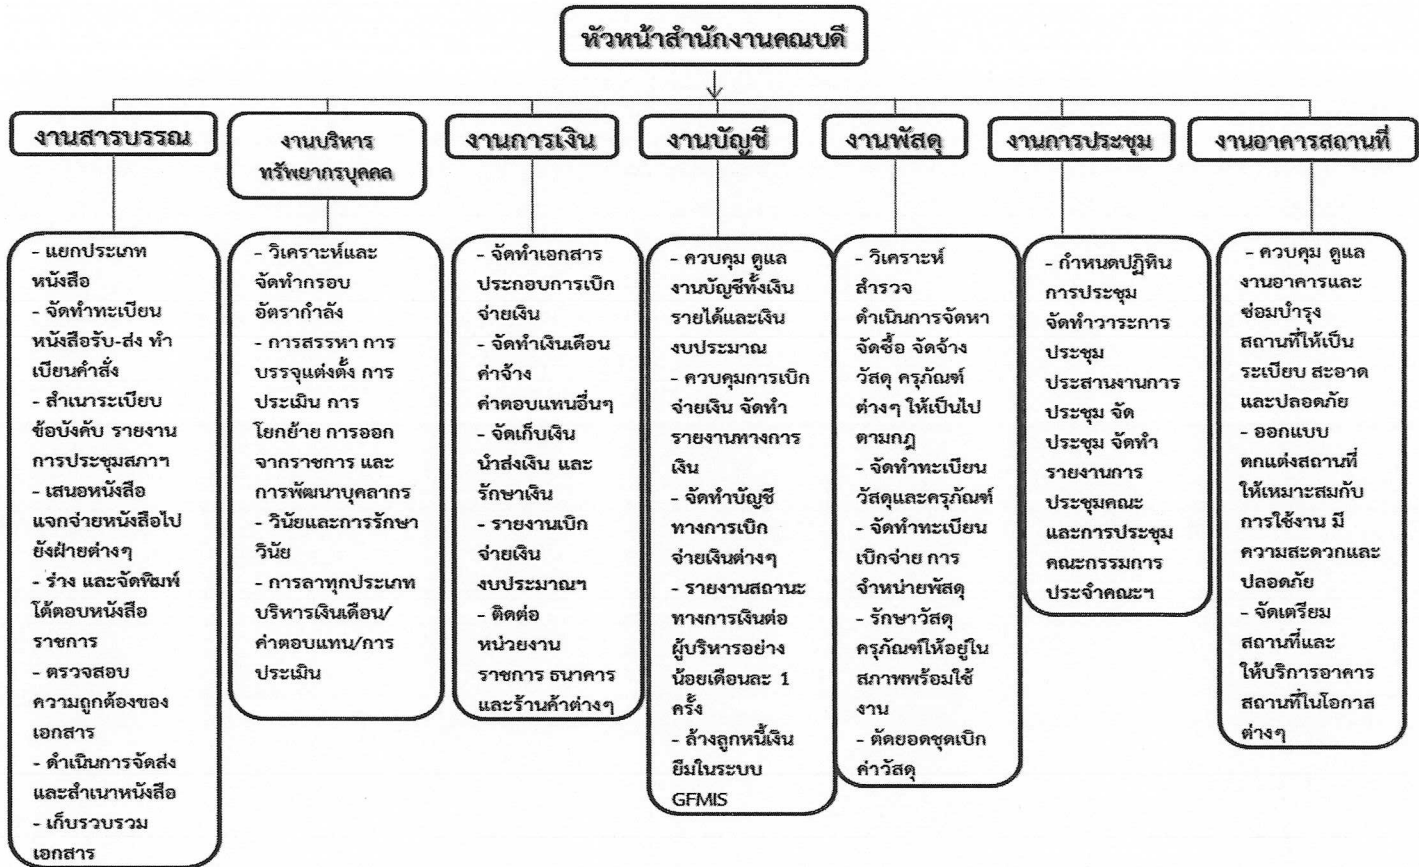 หัวหน้าสำนักงานคณบดี
งานสารบรรณ
- แยกประเภท
หนังสือ
- จัดทำทะเบียน
หนังสือรับ-ส่ง ทำ
เบียนคำสั่ง
- สำเนาระเบียบ
ข้อบังคับ รายงาน
การประชุมสภาฯ
- เสนอหนังสือ
แจกจ่ายหนังสือไป
ยังฝ่ายต่างๆ
- ร่าง และจัดพิมพ์
โต้ตอบหนังสือ
ราชการ
- ตรวจสอบ
ความถูกต้องของ
เอกสาร
- ดำเนินการจัดส่ง
และสำเนาหนังสือ
- เก็บรวบรวม
เอกสาร
งานบริหาร
ทรัพยากรบุคคล
- วิเคราะห์และ
จัดทำกรอบ
อัตรากำลัง
- การสรรหา การ
บรรจุแต่งตั้ง การ
ประเมิน การ
โยกย้าย การออก
จากราชการ และ
การพัฒนาบุคลากร
- วินัยและการรักษา
วินัย
- การลาทุกประเภท
บริหารเงินเดือน/
ค่าตอบแทน/การ
ประเมิน
งานการเงิน
- จัดทำเอกสาร
ประกอบการเบิก
จ่ายเงิน
- จัดทำเงินเดือน
ค่าจ้าง
ค่าตอบแทนอื่นๆ
- จัดเก็บเงิน
นำส่งเงิน และ
รักษาเงิน
- รายงานเบิก
จ่ายเงิน
งบประมาณฯ
- ติดต่อ
หน่วยงาน
ราชการ ธนาคาร
และร้านค้าต่างๆ
งานบัญชี
- ควบคุม ดูแล
งานบัญชีทั้งเงิน
รายได้และเงิน
งบประมาณ
- ควบคุมการเบิก
จ่ายเงิน จัดทำ
รายงานทางการ
เงิน
- จัดทำบัญชี
ทางการเบิก
จ่ายเงินต่างๆ
- รายงานสถานะ
ทางการเงินต่อ
ผู้บริหารอย่าง
น้อยเดือนละ 1
ครั้ง
- ล้างลูกหนี้เงิน
ยืมในระบบ
GFMIS
งานพัสดุ
- วิเคราะห์
สำรวจ
ดำเนินการจัดหา
จัดซื้อ จัดจ้าง
วัสดุ ครุภัณฑ์
ต่างๆ ให้เป็นไป
ตามกฎ
- จัดทำทะเบียน
วัสดุและครุภัณฑ์
- จัดทำทะเบียน
เบิกจ่าย การ
จำหน่ายพัสดุ
- รักษาวัสดุ
ครุภัณฑ์ให้อยู่ใน
สภาพพร้อมใช้
งาน
- ตัดยอดชุดเบิก
ค่าวัสดุ
งานการประชุม
- กำหนดปฏิทิน
การประชุม
จัดทำวาระการ
ประชุม
ประสานงานการ
ประชุม จัด
ประชุม จัดทำ
รายงานการ
ประชุมคณะ
และการประชุม
คณะกรรมการ
ประจำคณะฯ
งานอาคารสถานที่
- ควบคุม ดูแล
งานอาคารและ
ซ่อมบำรุง
สถานที่ให้เป็น
ระเบียบ สะอาด
และปลอดภัย
- ออกแบบ
ตกแต่งสถานที่
ให้เหมาะสมกับ
การใช้งาน มี
ความสะดวกและ
ปลอดภัย
- จัดเตรียม
สถานที่และ
ให้บริการอาคาร
สถานที่ในโอกาส
ต่างๆ